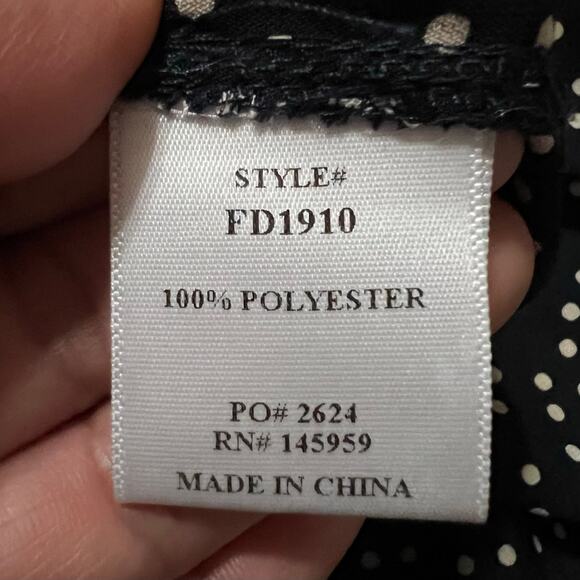 STYLE#
FD1910
100% POLYESTER
PO# 2624
RN# 145959
MADE IN CHINA